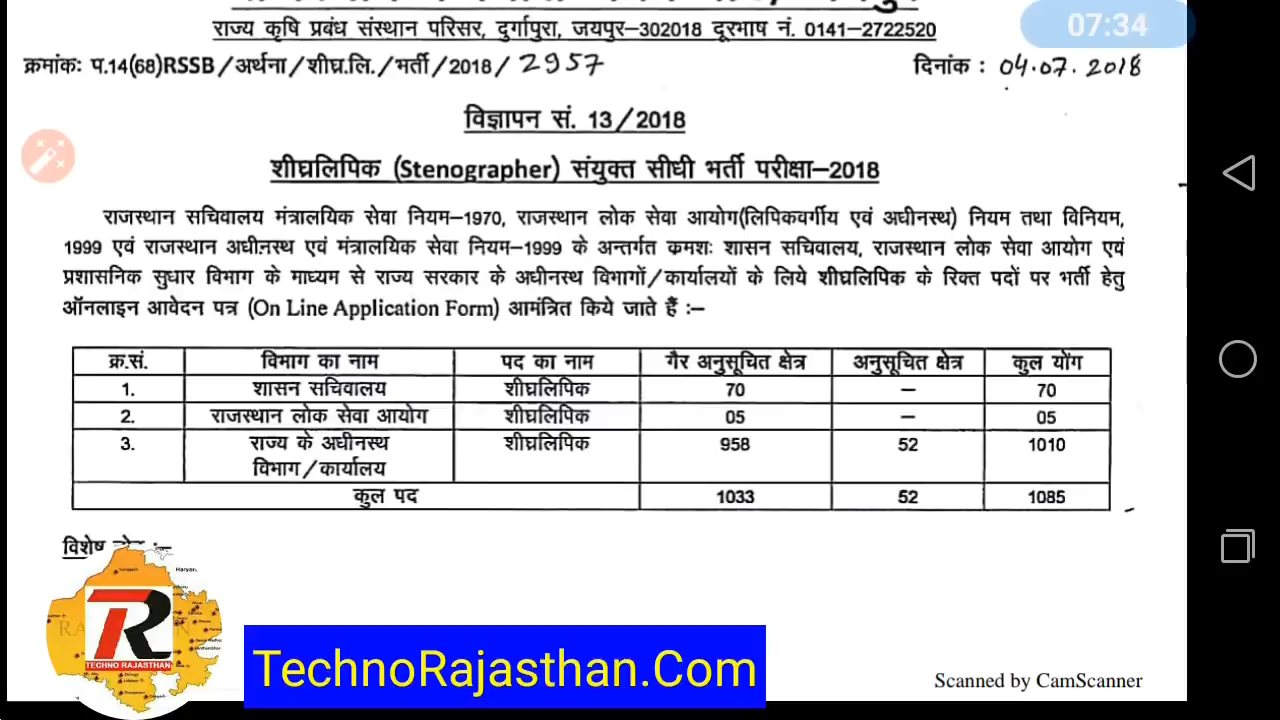 राज्य कृषि प्रबंध संस्थान परिसर, दुर्गापुरा, जयपुर–302018 दूरभाष नं. 0141–2722520
07:34
क्रमांकः प.14(68)RSSB/अर्थना/शीघ्र.लि./भर्ती/2018/2957 दिनांक : 04.07.2018
विज्ञापन सं. 13/2018
शीघ्रलिपिक (Stenographer) संयुक्त सीधी भर्ती परीक्षा–2018
राजस्थान सचिवालय मंत्रालयिक सेवा नियम–1970, राजस्थान लोक सेवा आयोग(लिपिकवर्गीय एवं अधीनस्थ) नियम तथा विनियम,
1999 एवं राजस्थान अधीनस्थ एवं मंत्रालयिक सेवा नियम–1999 के अन्तर्गत क्रमशः शासन सचिवालय, राजस्थान लोक सेवा आयोग एवं
प्रशासनिक सुधार विभाग के माध्यम से राज्य सरकार के अधीनस्थ विभागों/कार्यालयों के लिये शीघ्रलिपिक के रिक्त पदों पर भर्ती हेतु
ऑनलाइन आवेदन पत्र (On Line Application Form) आमंत्रित किये जाते हैं :–
क्र.सं. विभाग का नाम पद का नाम गैर अनुसूचित क्षेत्र अनुसूचित क्षेत्र कुल योंग
1. शासन सचिवालय शीघ्रलिपिक 70 – 70
2. राजस्थान लोक सेवा आयोग शीघ्रलिपिक 05 – 05
3. राज्य के अधीनस्थ शीघ्रलिपिक 958 52 1010
विभाग/कार्यालय
कुल पद 1033 52 1085
विशेष
TECHNO RAJASTHAN
TechnoRajasthan.Com
Scanned by CamScanner